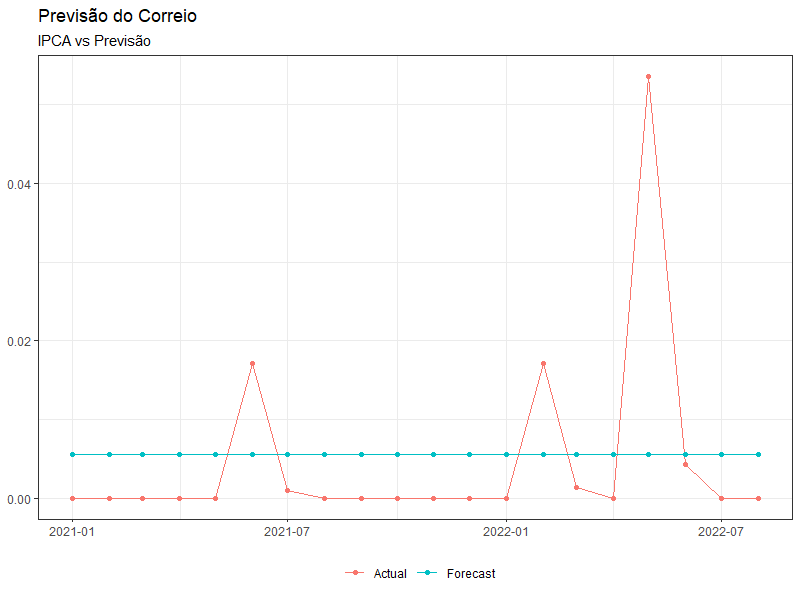 Previsão do Correio
IPCA vs Previsão
0.04
0.02
0.00
2021-01 2021-07 2022-01 2022-07
Actual Forecast